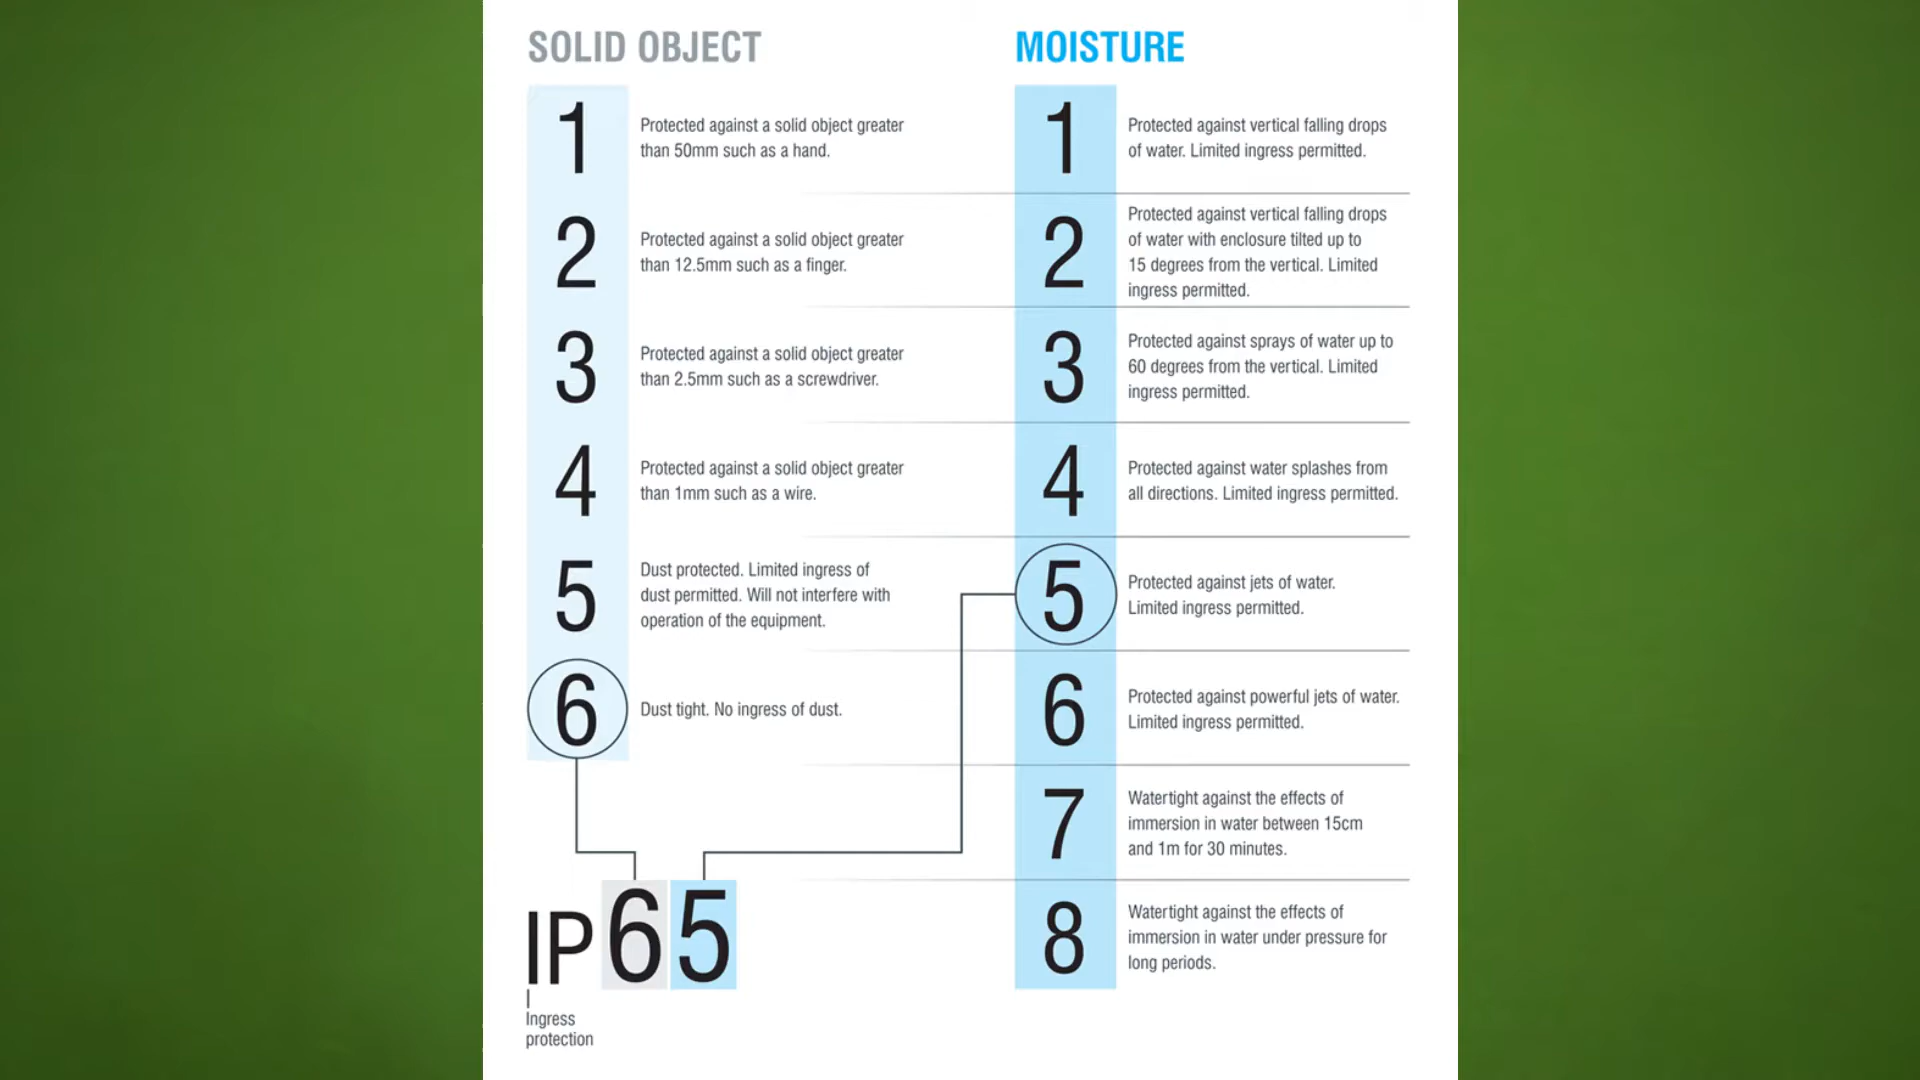 SOLID OBJECT
1
Protected against a solid object greater
than 50mm such as a hand.
2
Protected against a solid object greater
than 12.5mm such as a finger.
3
Protected against a solid object greater
than 2.5mm such as a screwdriver.
4
Protected against a solid object greater
than 1mm such as a wire.
5
Dust protected. Limited ingress of
dust permitted. Will not interfere with
operation of the equipment.
6
Dust tight. No ingress of dust.
MOISTURE
1
Protected against vertical falling drops
of water. Limited ingress permitted.
2
Protected against vertical falling drops
of water with enclosure tilted up to
15 degrees from the vertical. Limited
ingress permitted.
3
Protected against sprays of water up to
60 degrees from the vertical. Limited
ingress permitted.
4
Protected against water splashes from
all directions. Limited ingress permitted.
5
Protected against jets of water.
Limited ingress permitted.
6
Protected against powerful jets of water.
Limited ingress permitted.
7
Watertight against the effects of
immersion in water between 15cm
and 1m for 30 minutes.
8
Watertight against the effects of
immersion in water under pressure for
long periods.
IP65
Ingress
protection